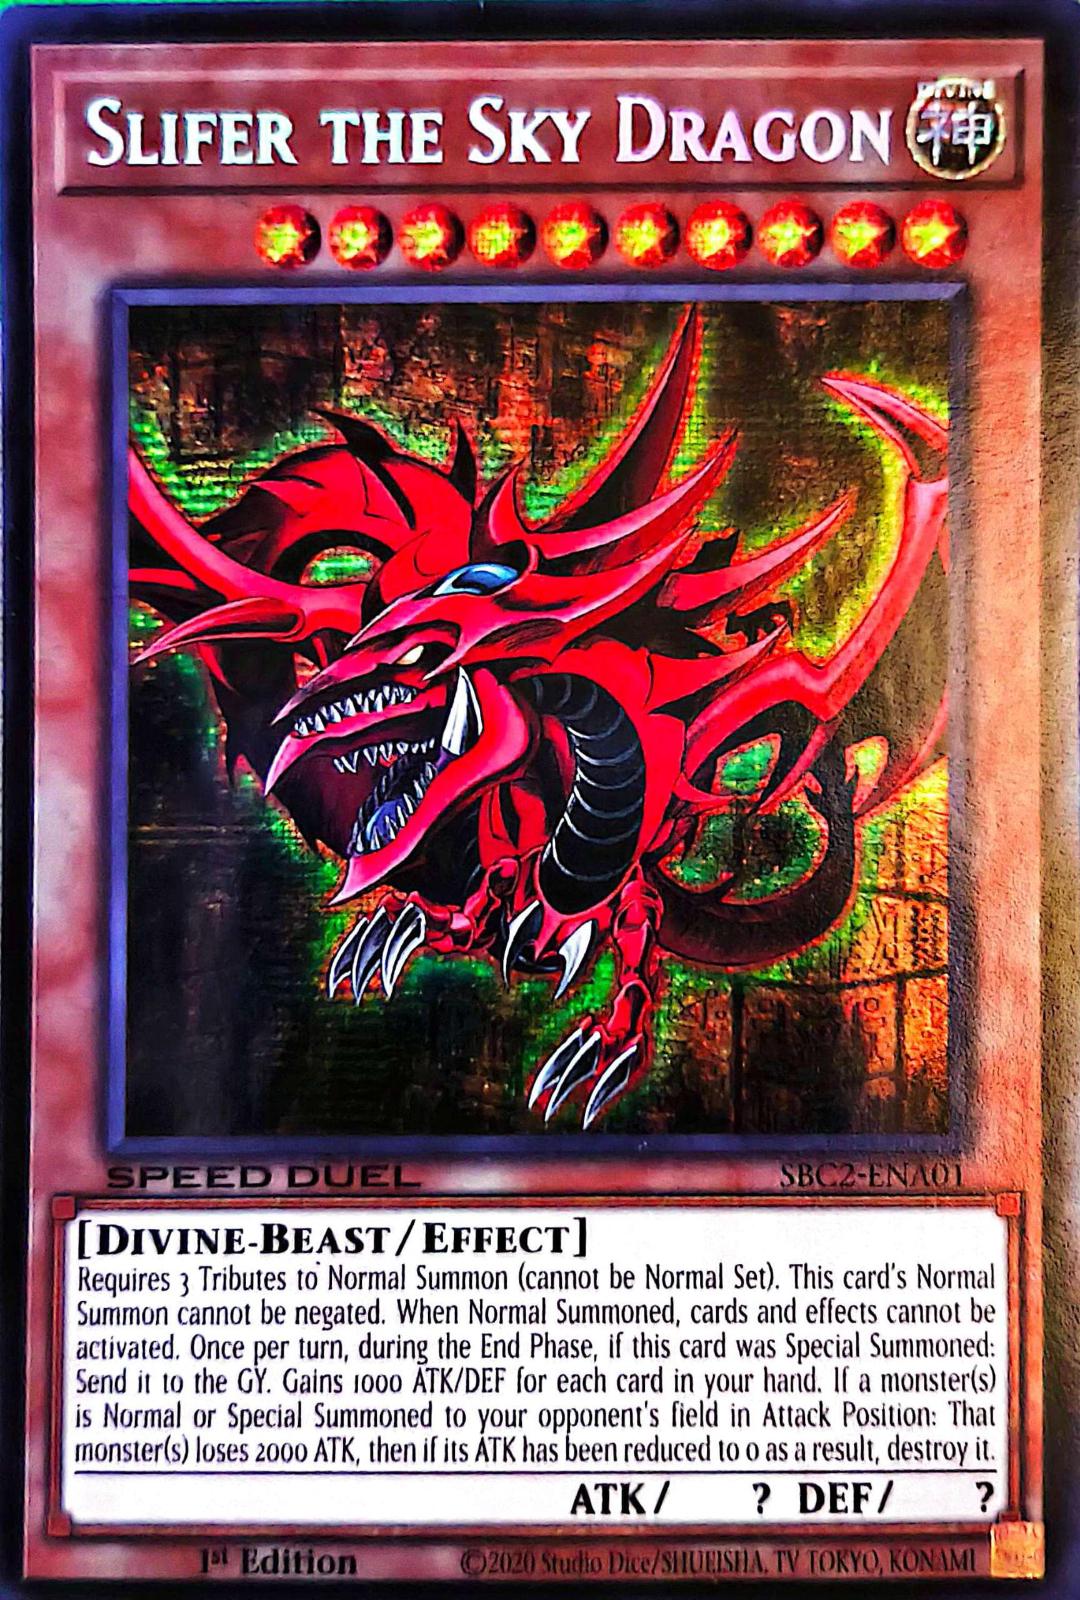 SLIFER THE SKY DRAGON
DIVINE
神
SPEED DUEL
SBC2-ENA01
[DIVINE-BEAST/EFFECT]
Requires 3 Tributes to Normal Summon (cannot be Normal Set). This card's Normal
Summon cannot be negated. When Normal Summoned, cards and effects cannot be
activated. Once per turn, during the End Phase, if this card was Special Summoned:
Send it to the GY. Gains 1000 ATK/DEF for each card in your hand. If a monster(s)
is Normal or Special Summoned to your opponent's field in Attack Position: That
monster(s) loses 2000 ATK, then if its ATK has been reduced to 0 as a result, destroy it.
ATK/ ? DEF/ ?
1st Edition
©2020 Studio Dice/SHUEISHA, TV TOKYO, KONAMI